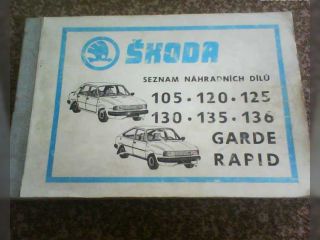 ŠKODA
SEZNAM NÁHRADNÍCH DÍLŮ
105 • 120 • 125
130 • 135 • 136
GARDE
RAPID